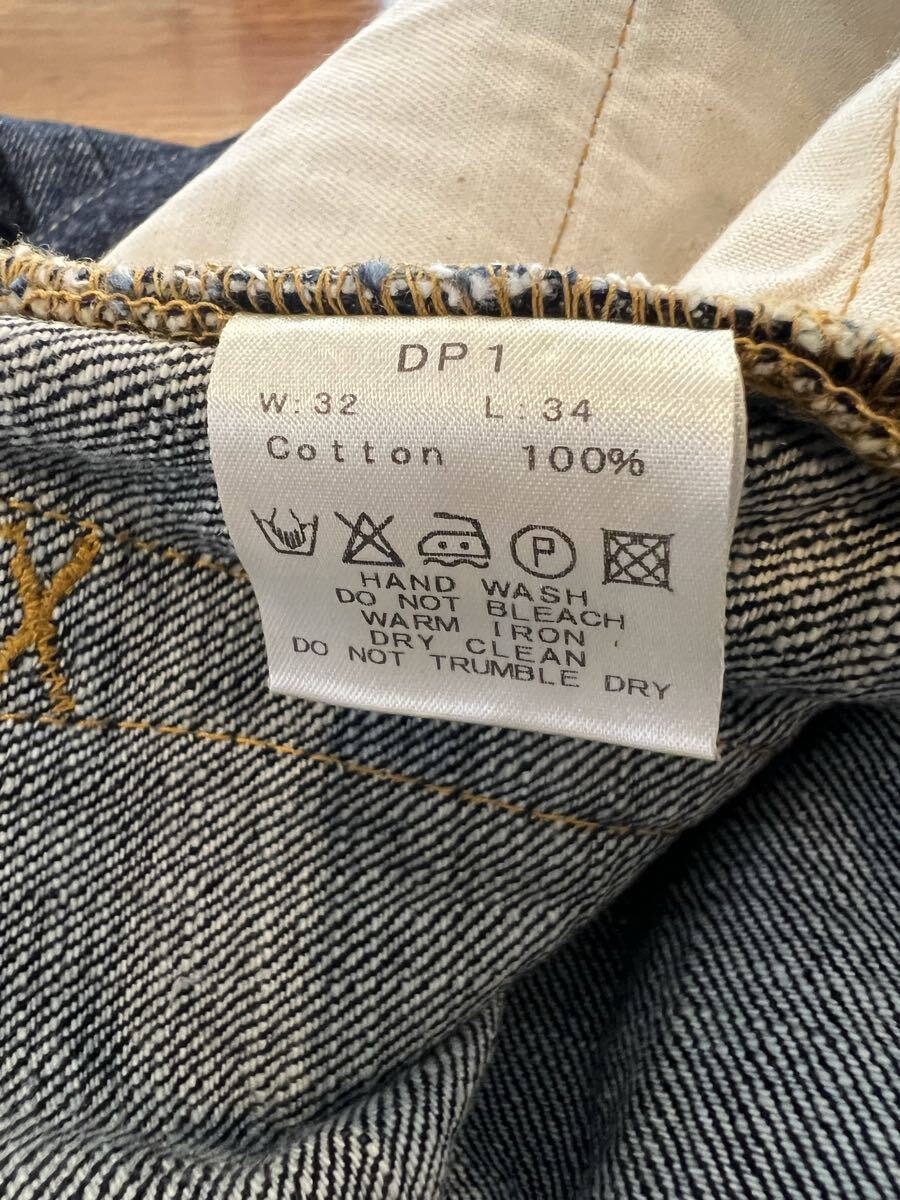 DP1
W:32 L:34
Cotton 100%
P
HAND WASH
DO NOT BLEACH
WARM IRON
DRY CLEAN
DO NOT TRUMBLE DRY
X